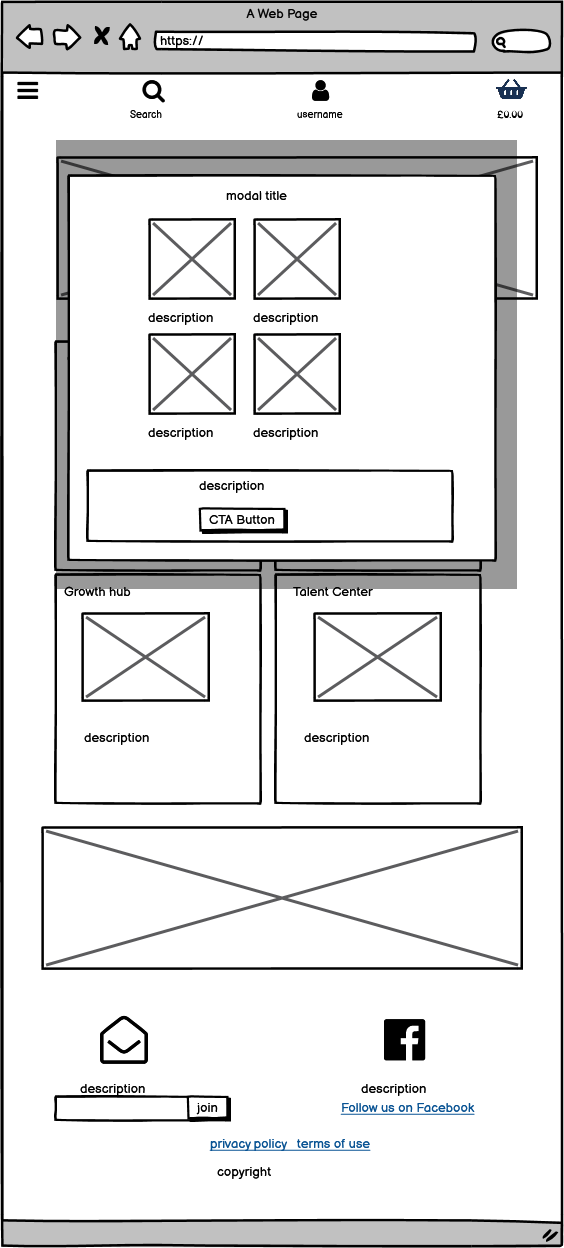 A Web Page
https://
Search username £0.00
modal title
description description
description description
description
CTA Button
Growth hub Talent Center
description description
description description
join Follow us on Facebook
privacy policy terms of use
copyright